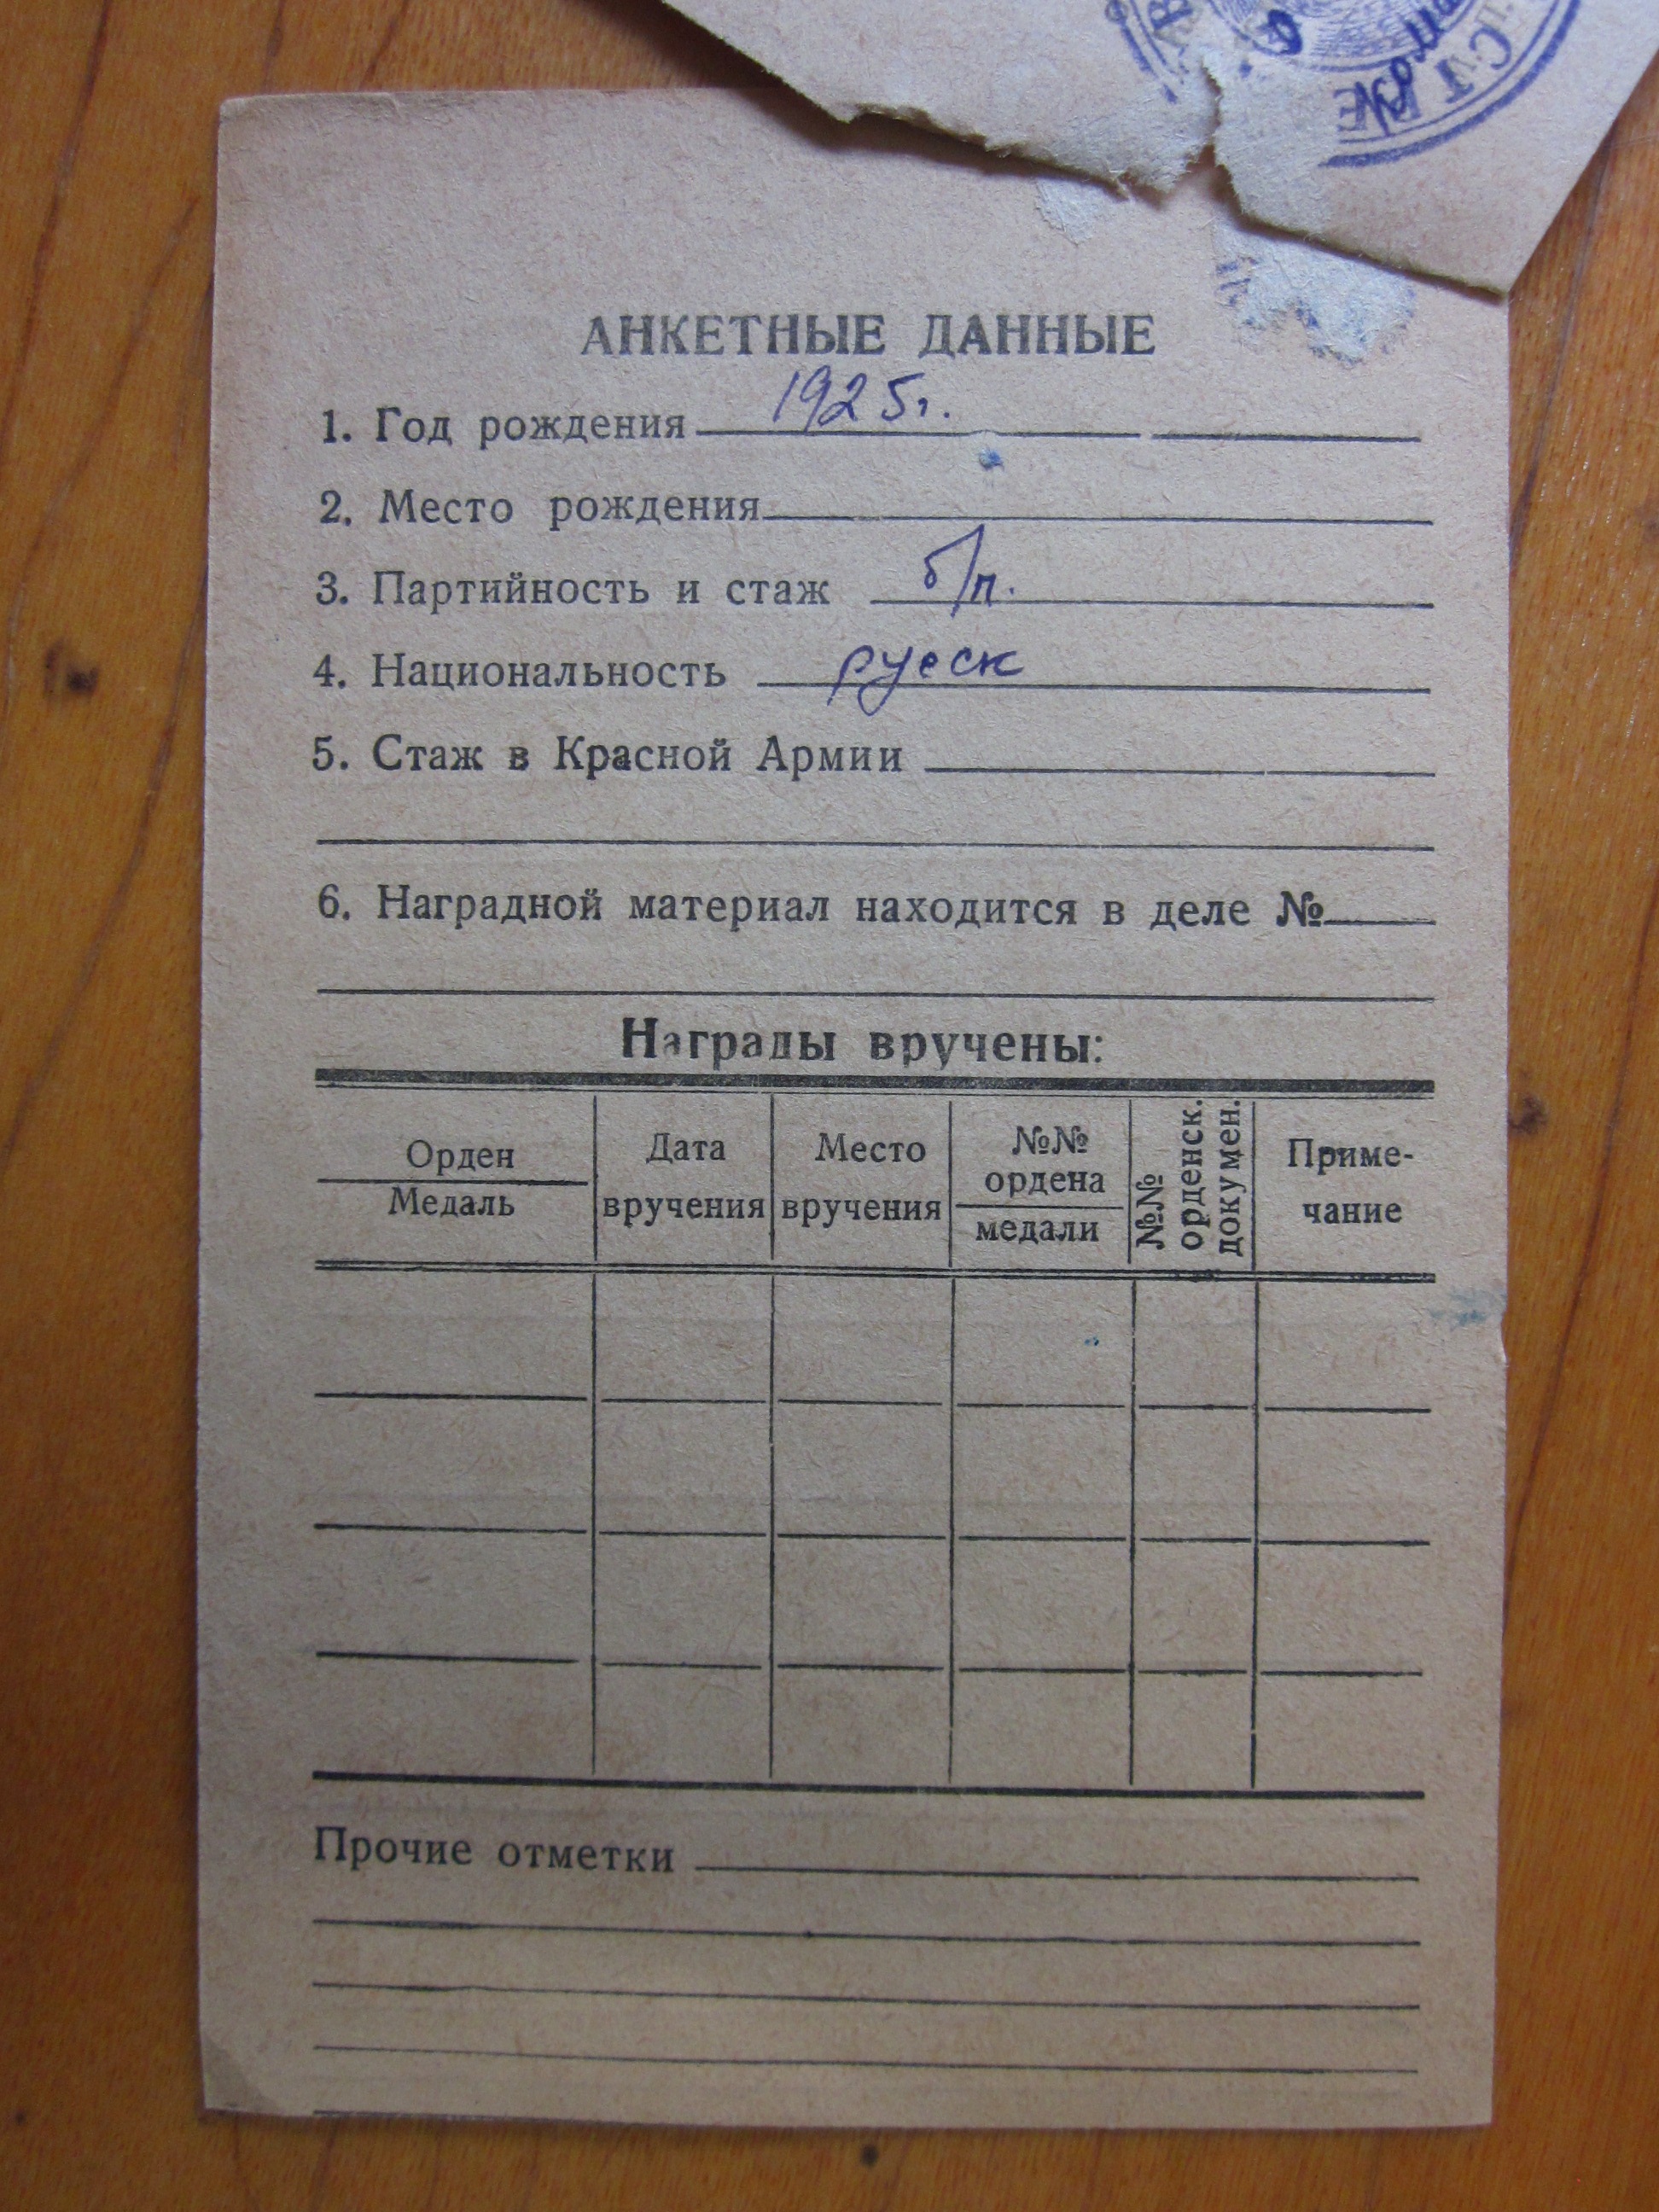 АНКЕТНЫЕ ДАННЫЕ
1. Год рождения 1925г.
2. Место рождения
3. Партийность и стаж б/п.
4. Национальность русск
5. Стаж в Красной Армии
6. Наградной материал находится в деле №
Награды вручены:
Орден
Медаль
Дата
вручения
Место
вручения
№№
ордена
медали
№№
орденск.
докумен.
Приме-
чание
Прочие отметки